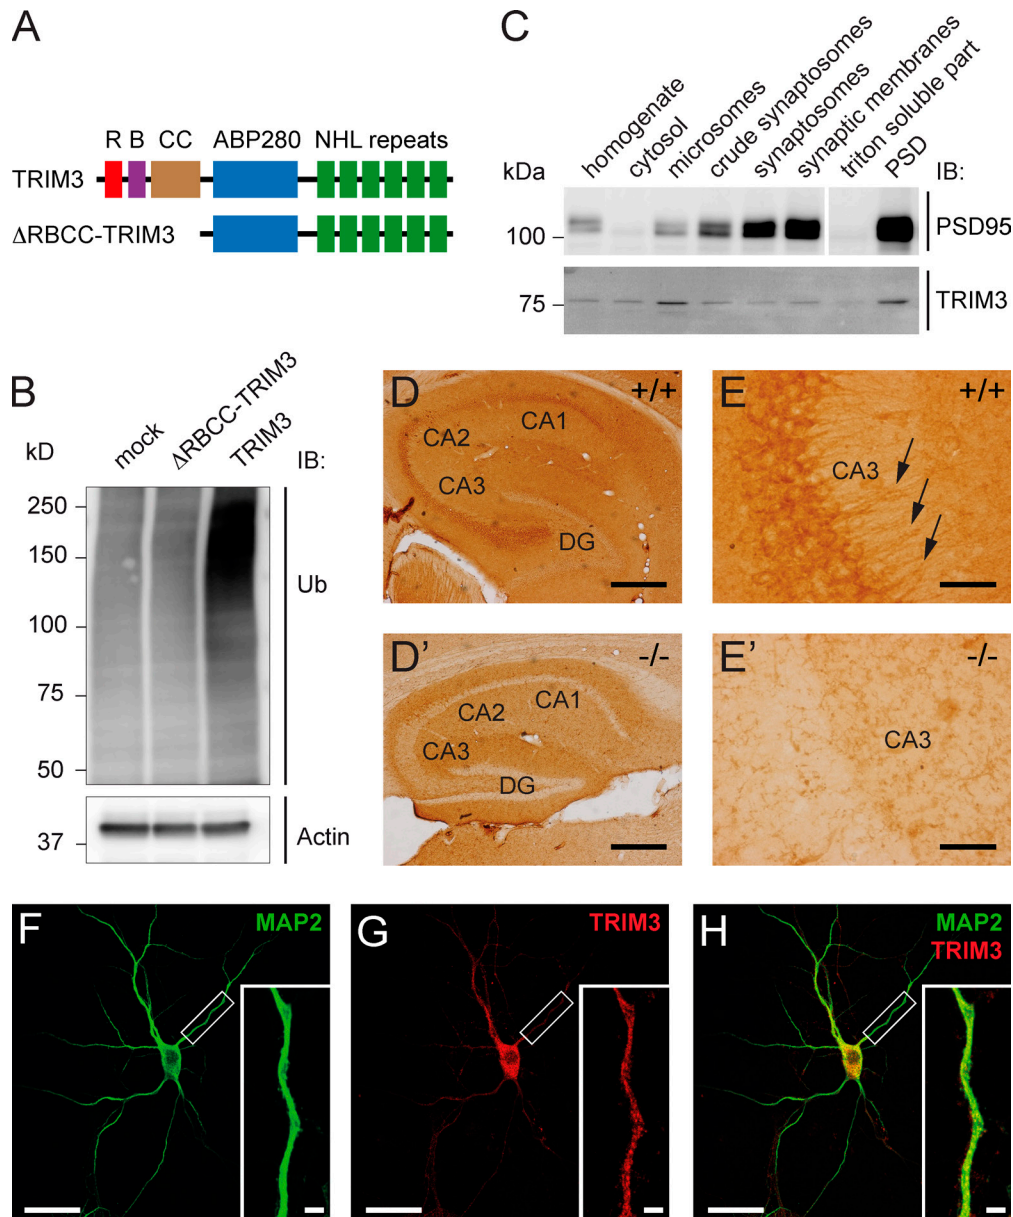 A
R B CC ABP280 NHL repeats
TRIM3
ΔRBCC-TRIM3
C
homogenate
cytosol
microsomes
crude synaptosomes
synaptosomes
synaptic membranes
triton soluble part
PSD
kDa
IB:
100
PSD95
75
TRIM3
B
mock
ΔRBCC-TRIM3
TRIM3
kD
IB:
250
150
100
75
50
Ub
37
Actin
D
+/+
CA1
CA2
CA3
DG
E
+/+
CA3
D'
-/-
CA1
CA2
CA3
DG
E'
-/-
CA3
F
MAP2
G
TRIM3
H
MAP2
TRIM3